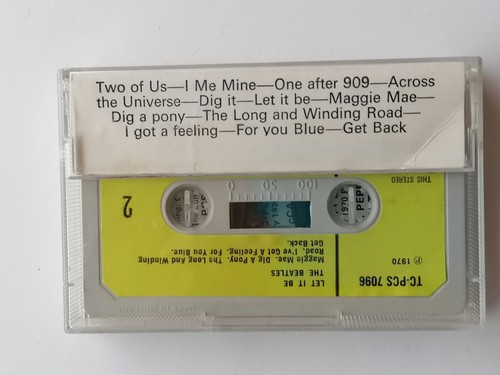 Two of Us—I Me Mine—One after 909—Across
the Universe—Dig it—Let it be—Maggie Mae—
Dig a pony—The Long and Winding Road—
I got a feeling—For you Blue—Get Back
TC-PCS 7096
LET IT BE
THE BEATLES
Maggie Mae. Dig A Pony. The Long And Winding
Road. I've Got A Feeling. For You Blue.
Get Back.
℗ 1970
2
0 50 100
THIS STEREO
1970